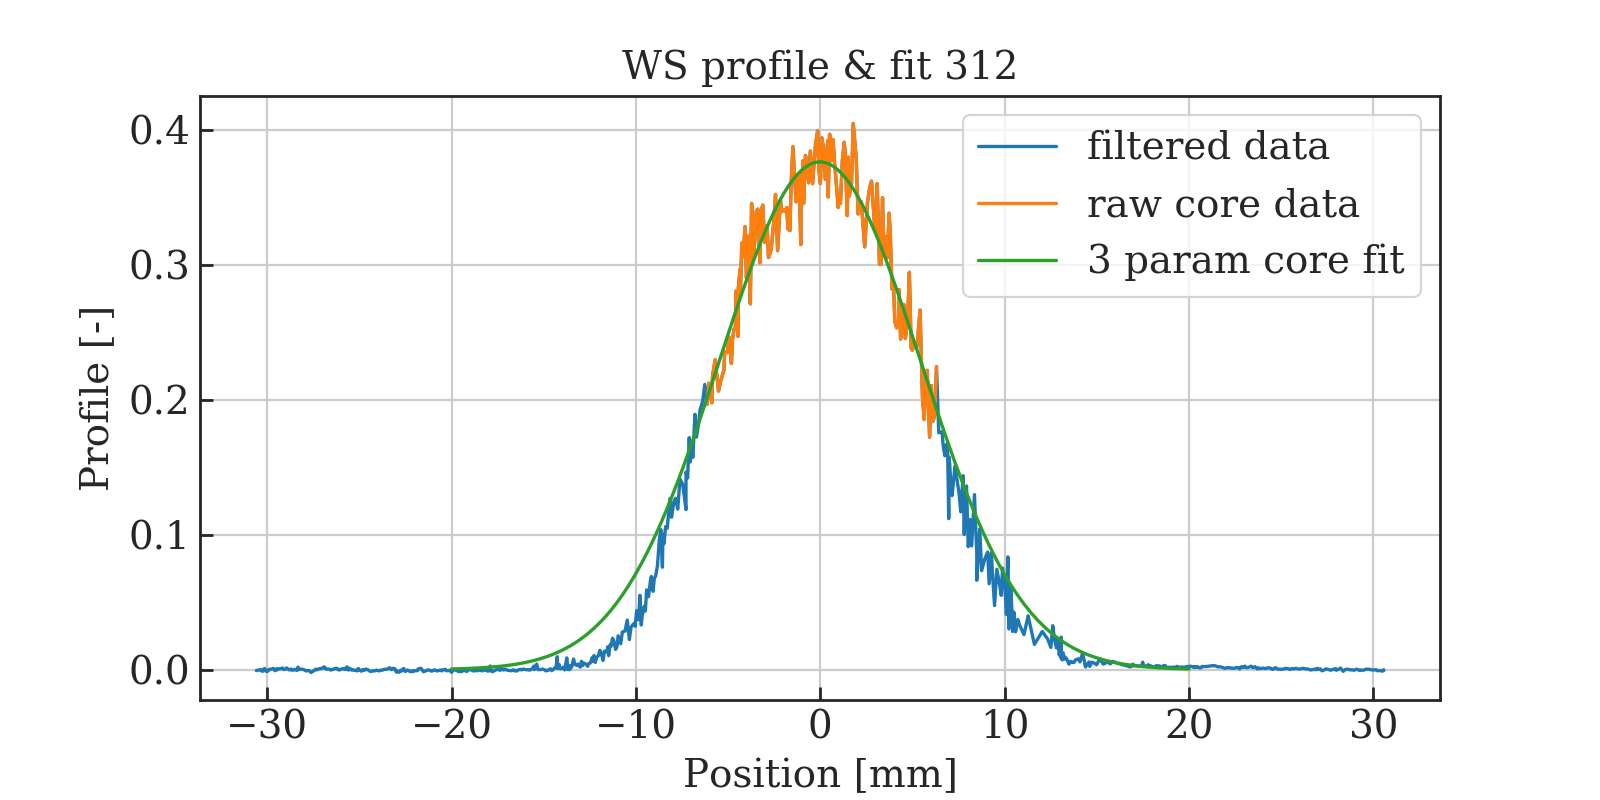 WS profile & fit 312
filtered data
raw core data
3 param core fit
0.4
0.3
0.2
0.1
0.0
Profile [-]
−30
−20
−10
0
10
20
30
Position [mm]